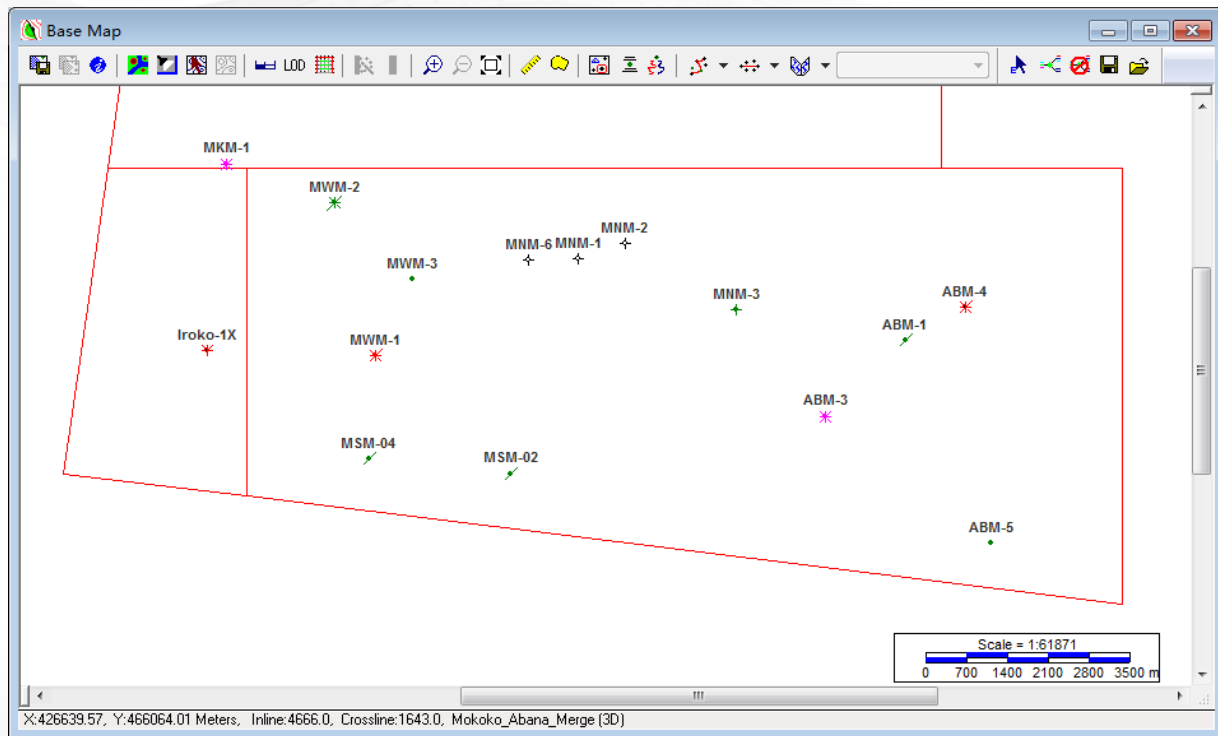 Base Map
LOD
MKM-1
MWM-2
MNM-2
MNM-6 MNM-1
MWM-3
MNM-3
ABM-4
ABM-1
Iroko-1X
MWM-1
ABM-3
MSM-04
MSM-02
ABM-5
Scale = 1:61871
0 700 1400 2100 2800 3500 m
X:426639.57, Y:466064.01 Meters, Inline:4666.0, Crossline:1643.0, Mokoko_Abana_Merge (3D)